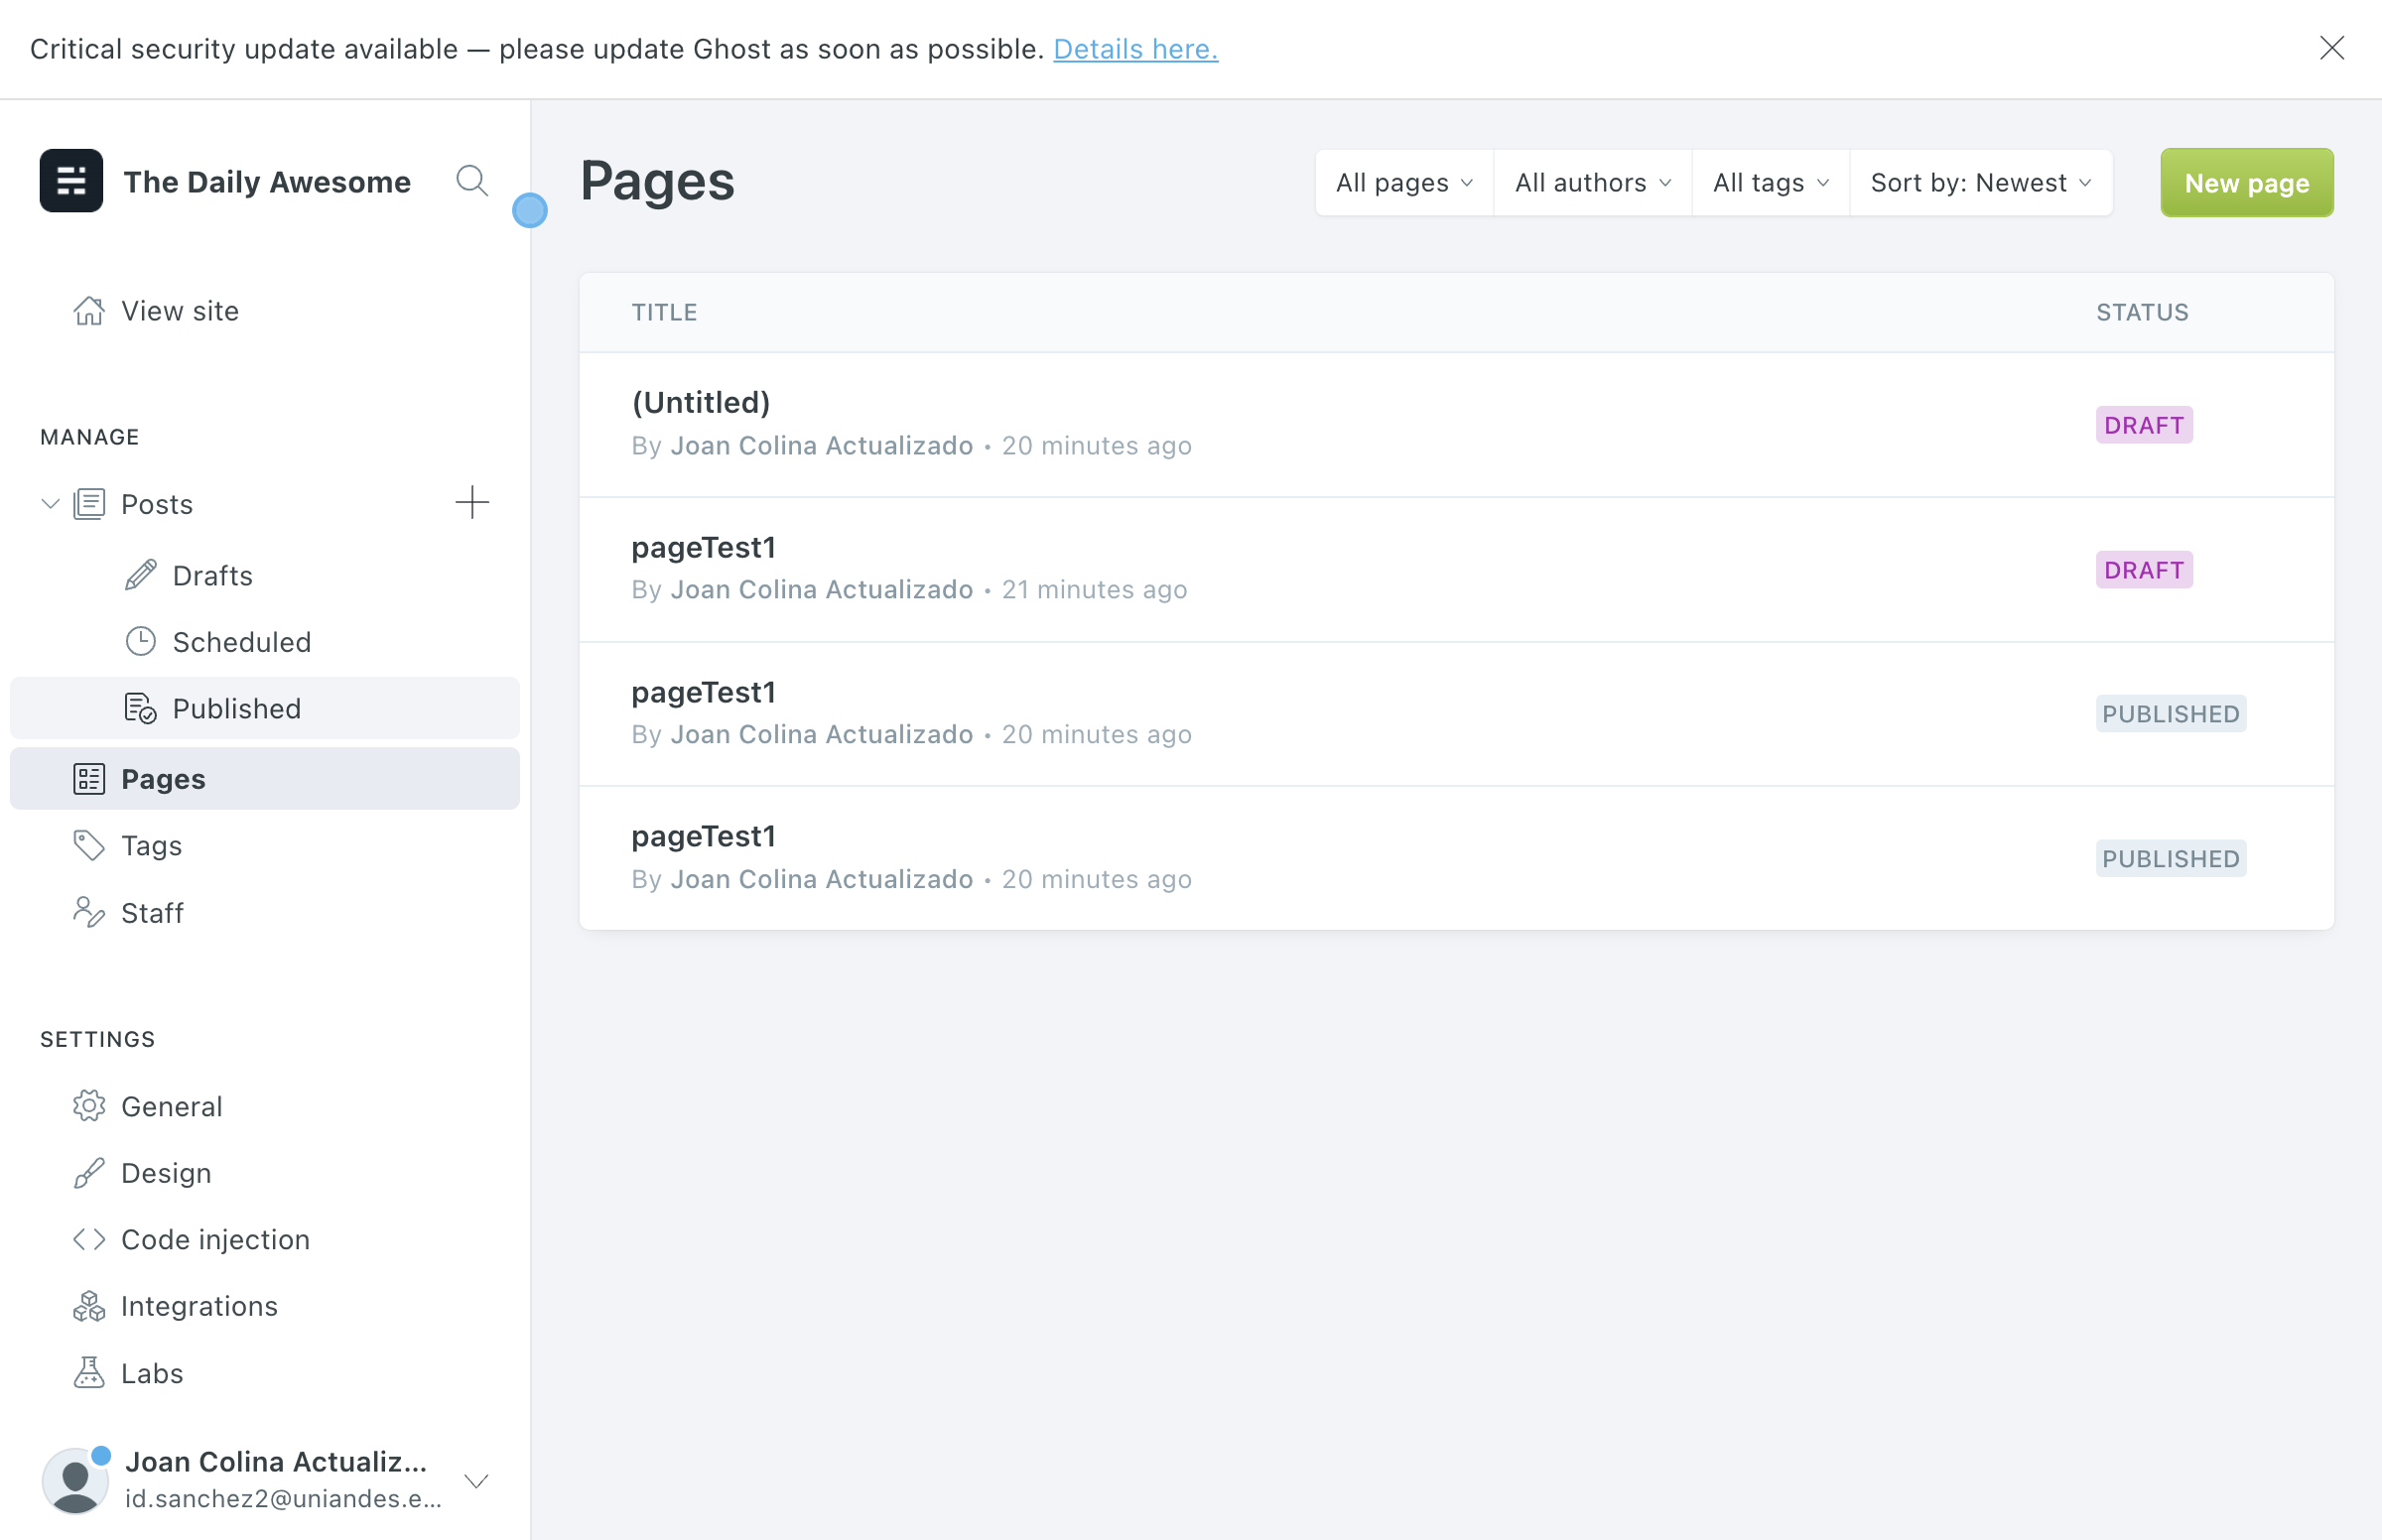 Critical security update available — please update Ghost as soon as possible. Details here.
The Daily Awesome
View site
MANAGE
Posts
Drafts
Scheduled
Published
Pages
Tags
Staff
SETTINGS
General
Design
Code injection
Integrations
Labs
Joan Colina Actualiz...
id.sanchez2@uniandes.e...
Pages
All pages
All authors
All tags
Sort by: Newest
New page
TITLE
STATUS
(Untitled)
By Joan Colina Actualizado • 20 minutes ago
DRAFT
pageTest1
By Joan Colina Actualizado • 21 minutes ago
DRAFT
pageTest1
By Joan Colina Actualizado • 20 minutes ago
PUBLISHED
pageTest1
By Joan Colina Actualizado • 20 minutes ago
PUBLISHED